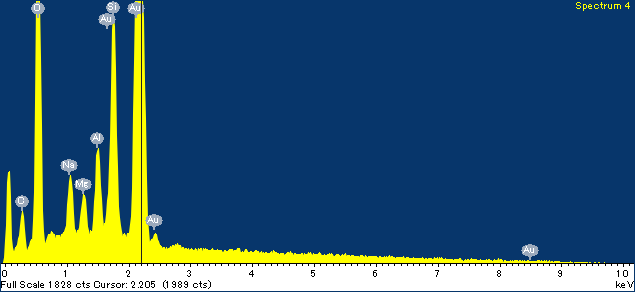 Spectrum 4
O Si Au
Au
Al
Na
Mg
C
Au
Au
0 1 2 3 4 5 6 7 8 9 10
Full Scale 1828 cts Cursor: 2.205 (1989 cts) keV